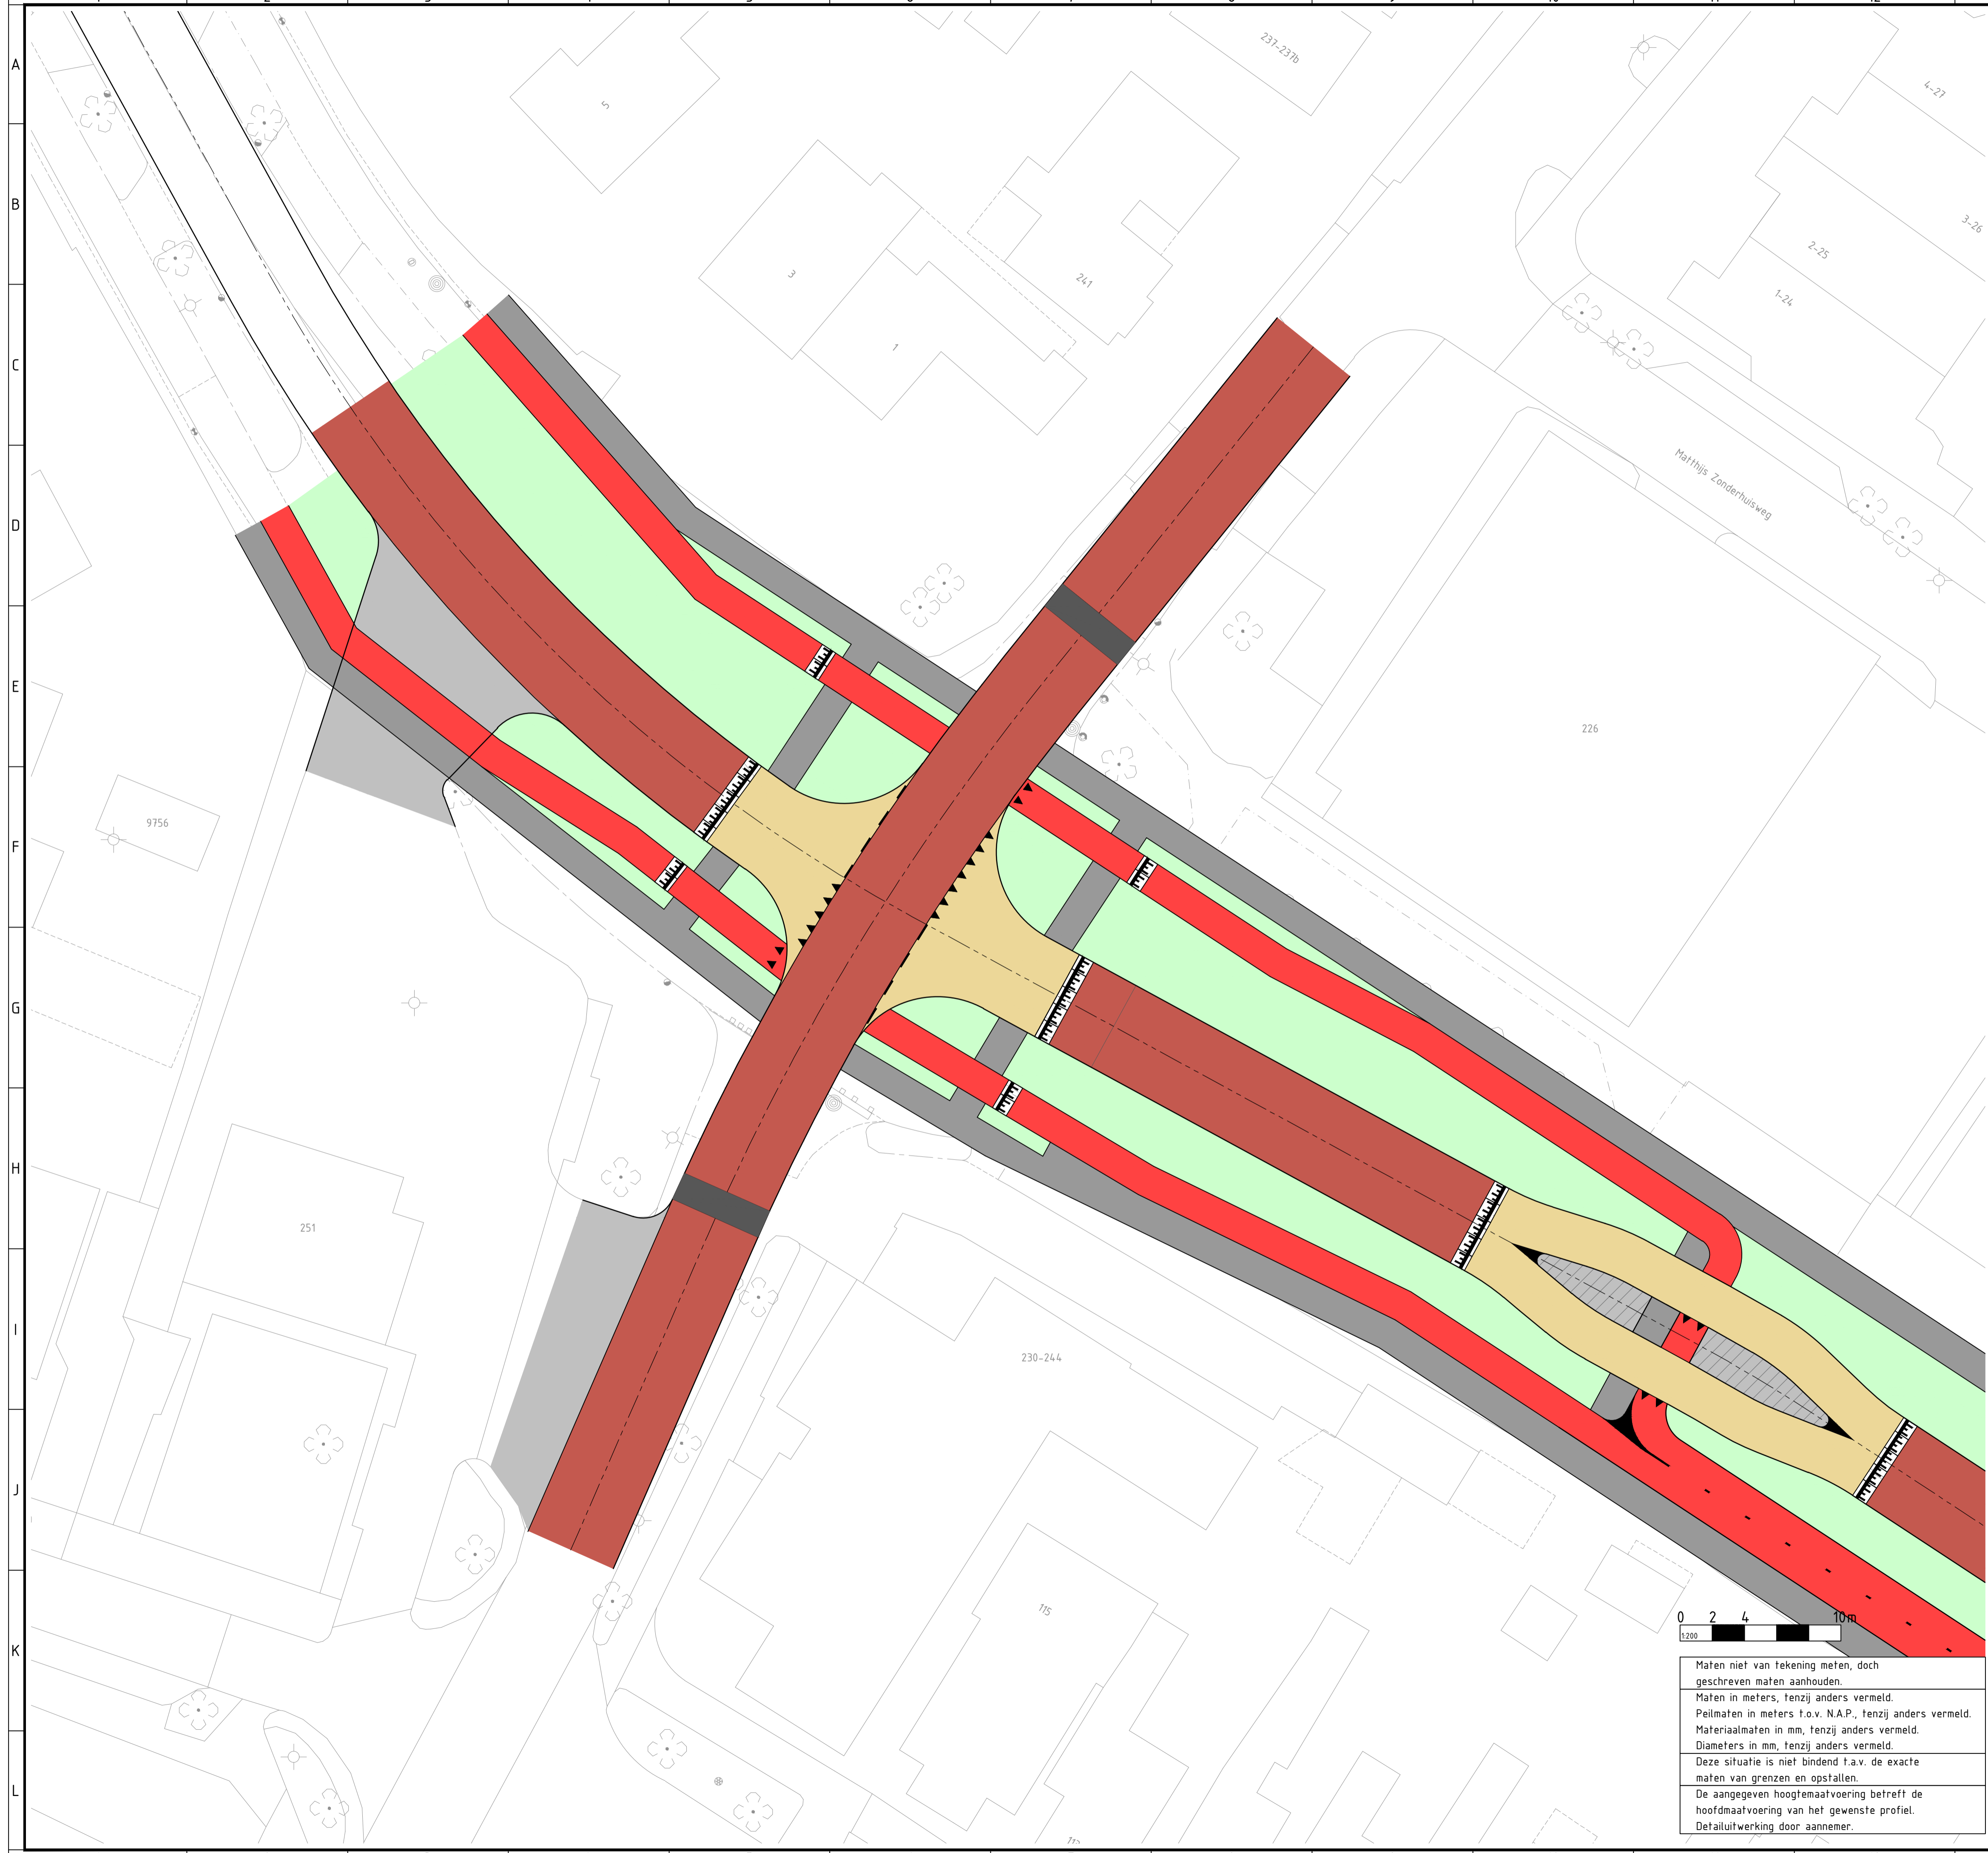 A
B
C
D
E
F
G
H
I
J
K
L
5
237-237b
4-27
3-26
2-25
1-24
3
241
1
Matthijs Zonderhuisweg
226
9756
251
230-244
115
0 2 4 10m
1:200
Maten niet van tekening meten, doch
geschreven maten aanhouden.
Maten in meters, tenzij anders vermeld.
Peilmaten in meters t.o.v. N.A.P., tenzij anders vermeld.
Materiaalmaten in mm, tenzij anders vermeld.
Diameters in mm, tenzij anders vermeld.
Deze situatie is niet bindend t.a.v. de exacte
maten van grenzen en opstallen.
De aangegeven hoogtemaatvoering betreft de
hoofdmaatvoering van het gewenste profiel.
Detailuitwerking door aannemer.